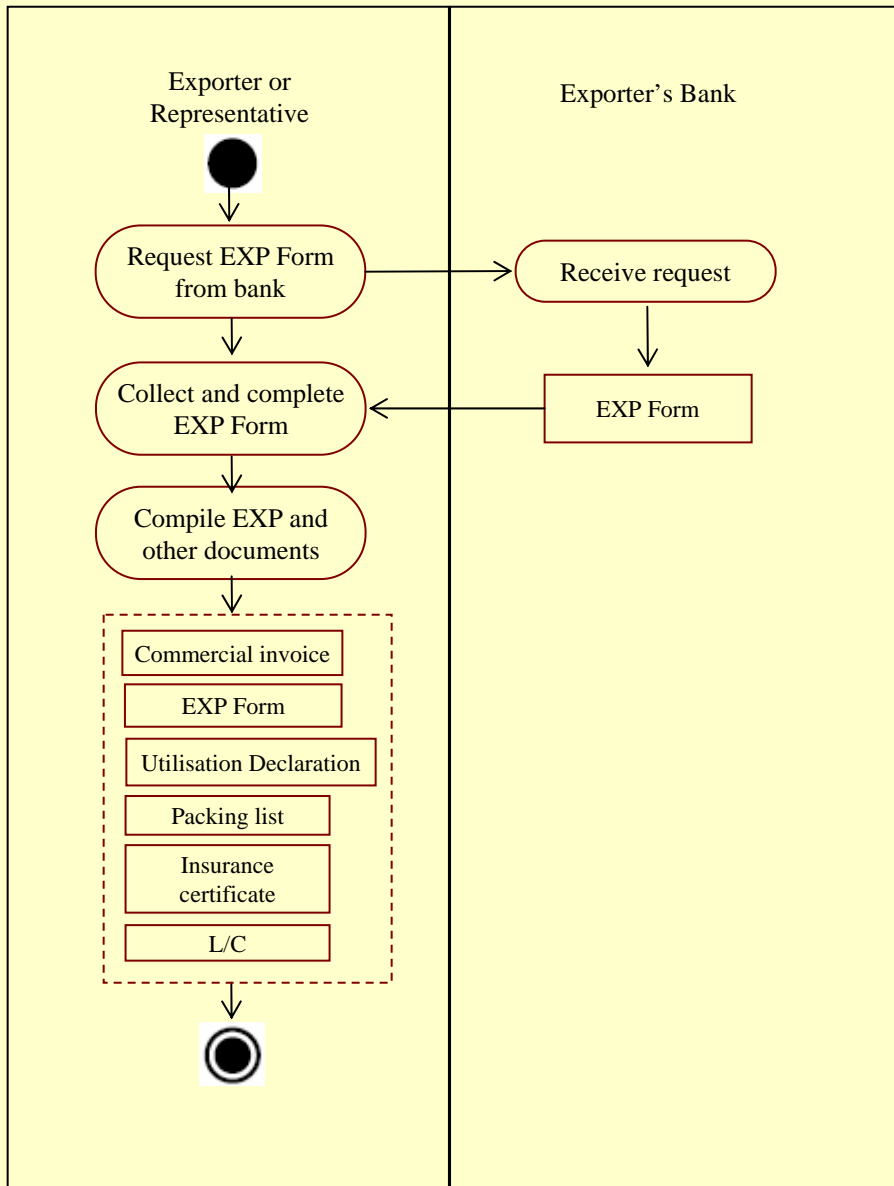 Exporter or
Representative
Exporter’s Bank
Request EXP Form
from bank
Receive request
Collect and complete
EXP Form
EXP Form
Compile EXP and
other documents
Commercial invoice
EXP Form
Utilisation Declaration
Packing list
Insurance
certificate
L/C